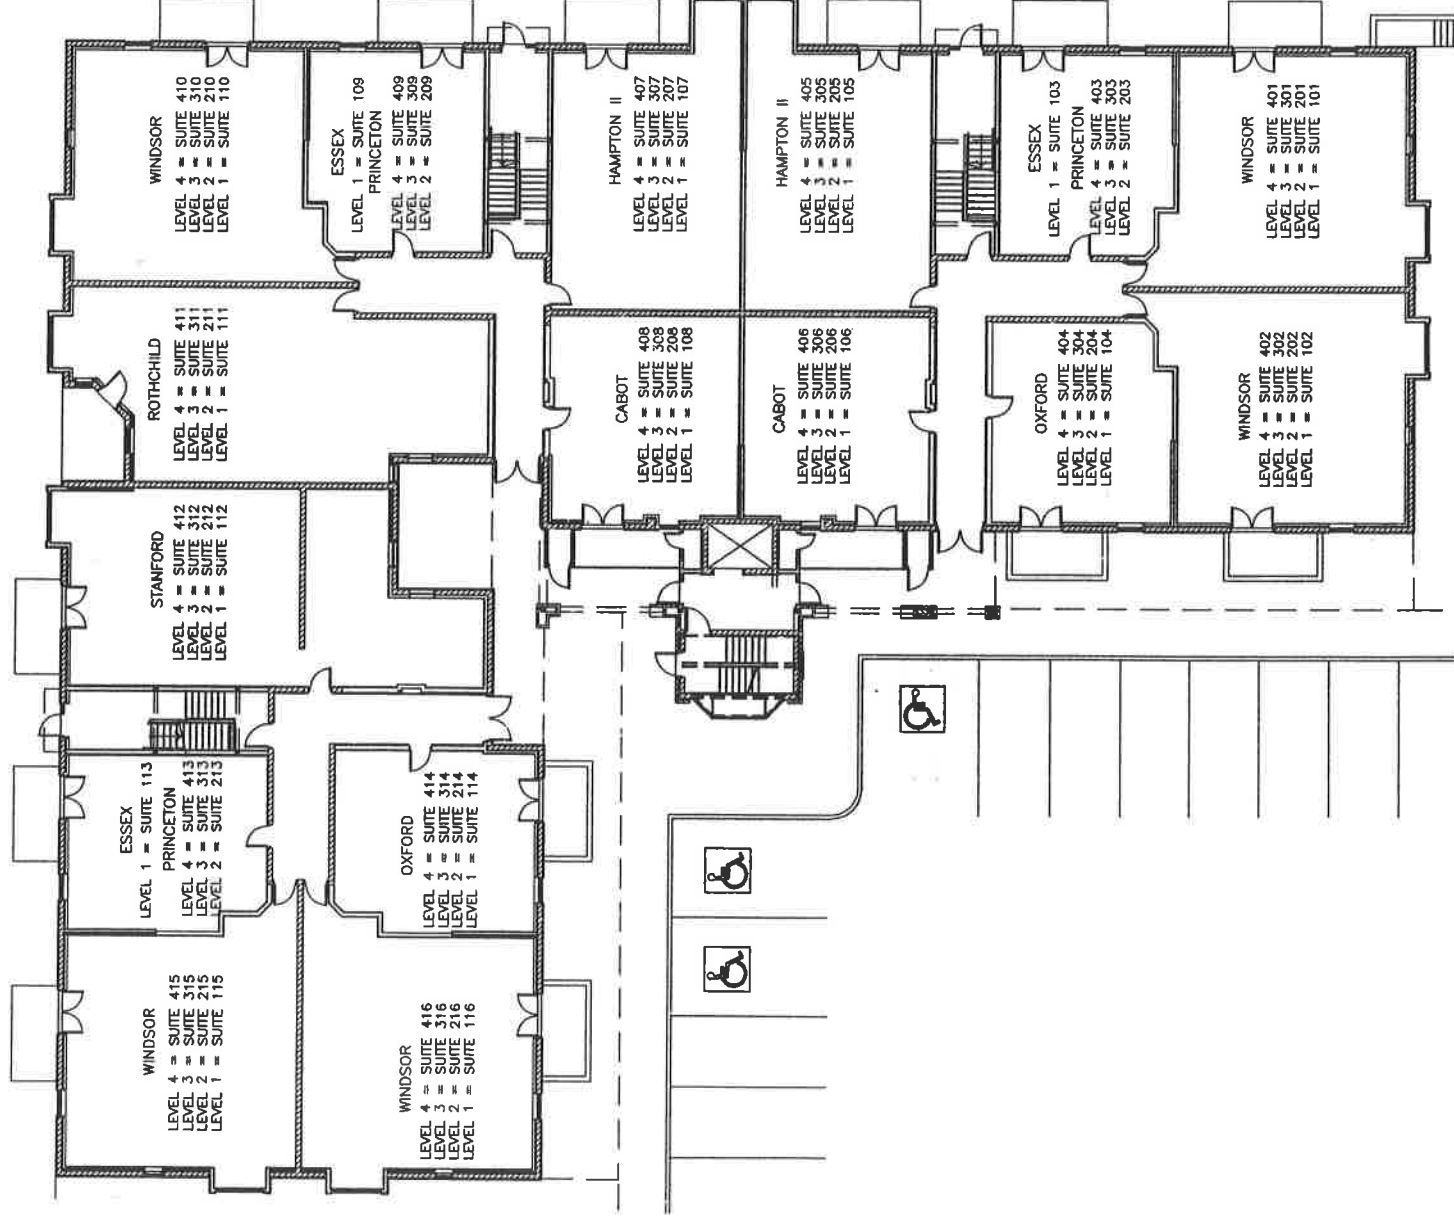 WINDSOR
LEVEL 4 = SUITE 410
LEVEL 3 = SUITE 310
LEVEL 2 = SUITE 210
LEVEL 1 = SUITE 110
ESSEX
LEVEL 1 = SUITE 109
PRINCETON
LEVEL 4 = SUITE 409
LEVEL 3 = SUITE 309
LEVEL 2 = SUITE 209
HAMPTON II
LEVEL 4 = SUITE 407
LEVEL 3 = SUITE 307
LEVEL 2 = SUITE 207
LEVEL 1 = SUITE 107
HAMPTON II
LEVEL 4 = SUITE 405
LEVEL 3 = SUITE 305
LEVEL 2 = SUITE 205
LEVEL 1 = SUITE 105
ESSEX
LEVEL 1 = SUITE 103
PRINCETON
LEVEL 4 = SUITE 403
LEVEL 3 = SUITE 303
LEVEL 2 = SUITE 203
WINDSOR
LEVEL 4 = SUITE 401
LEVEL 3 = SUITE 301
LEVEL 2 = SUITE 201
LEVEL 1 = SUITE 101
ROTHCHILD
LEVEL 4 = SUITE 411
LEVEL 3 = SUITE 311
LEVEL 2 = SUITE 211
LEVEL 1 = SUITE 111
CABOT
LEVEL 4 = SUITE 408
LEVEL 3 = SUITE 308
LEVEL 2 = SUITE 208
LEVEL 1 = SUITE 108
CABOT
LEVEL 4 = SUITE 406
LEVEL 3 = SUITE 306
LEVEL 2 = SUITE 206
LEVEL 1 = SUITE 106
OXFORD
LEVEL 4 = SUITE 404
LEVEL 3 = SUITE 304
LEVEL 2 = SUITE 204
LEVEL 1 = SUITE 104
WINDSOR
LEVEL 4 = SUITE 402
LEVEL 3 = SUITE 302
LEVEL 2 = SUITE 202
LEVEL 1 = SUITE 102
STANFORD
LEVEL 4 = SUITE 412
LEVEL 3 = SUITE 312
LEVEL 2 = SUITE 212
LEVEL 1 = SUITE 112
ESSEX
LEVEL 1 = SUITE 113
PRINCETON
LEVEL 4 = SUITE 413
LEVEL 3 = SUITE 313
LEVEL 2 = SUITE 213
OXFORD
LEVEL 4 = SUITE 414
LEVEL 3 = SUITE 314
LEVEL 2 = SUITE 214
LEVEL 1 = SUITE 114
WINDSOR
LEVEL 4 = SUITE 415
LEVEL 3 = SUITE 315
LEVEL 2 = SUITE 215
LEVEL 1 = SUITE 115
WINDSOR
LEVEL 4 = SUITE 416
LEVEL 3 = SUITE 316
LEVEL 2 = SUITE 216
LEVEL 1 = SUITE 116